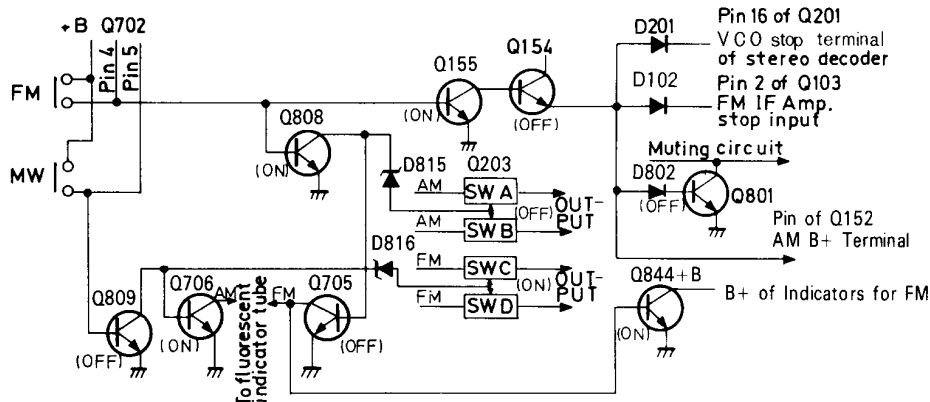 +B Q702
Pin 4
Pin 5
FM
MW
Q808
(ON)
Q155
(ON)
Q154
(OFF)
D201
Pin 16 of Q201
VCO stop terminal
of stereo decoder
D102
Pin 2 of Q103
FM IF Amp.
stop input
Muting circuit
D802
(OFF)
Q801
Pin of Q152
AM B+ Terminal
D815
Q203
AM
SW A
(OFF)
OUT-
PUT
AM
SW B
D816
FM
SW C
(ON)
OUT-
PUT
FM
SW D
Q809
(OFF)
Q706
(ON)
AM
FM
To fluorescent
indicator tube
Q705
(OFF)
Q844 +B
(ON)
B+ of Indicators for FM